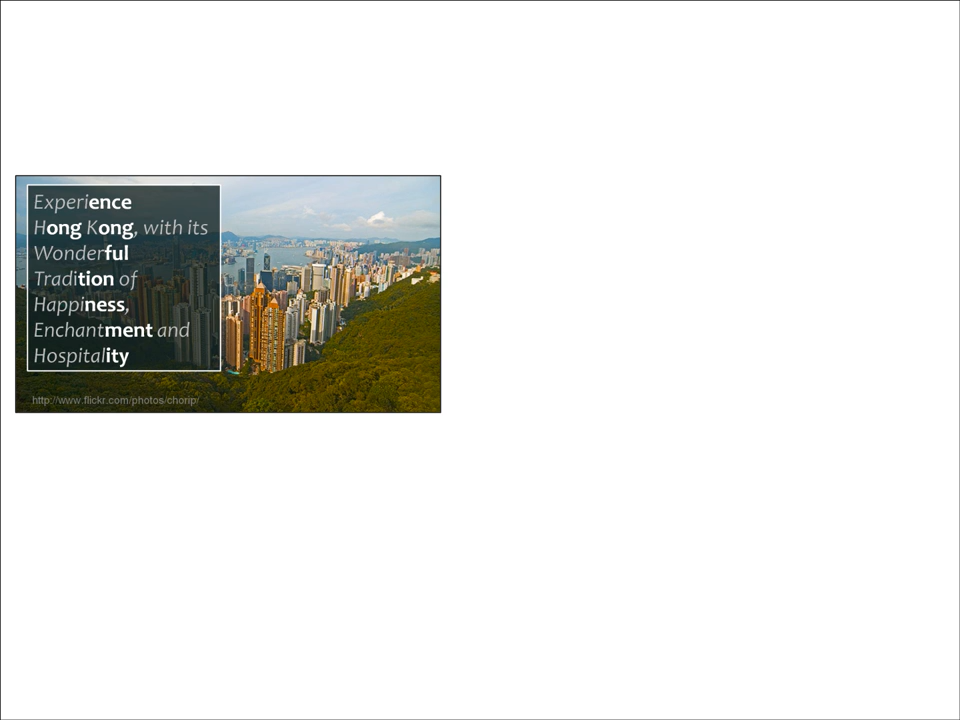 Experience
Hong Kong, with its
Wonderful
Tradition of
Happiness,
Enchantment and
Hospitality
http://www.flickr.com/photos/chorip/